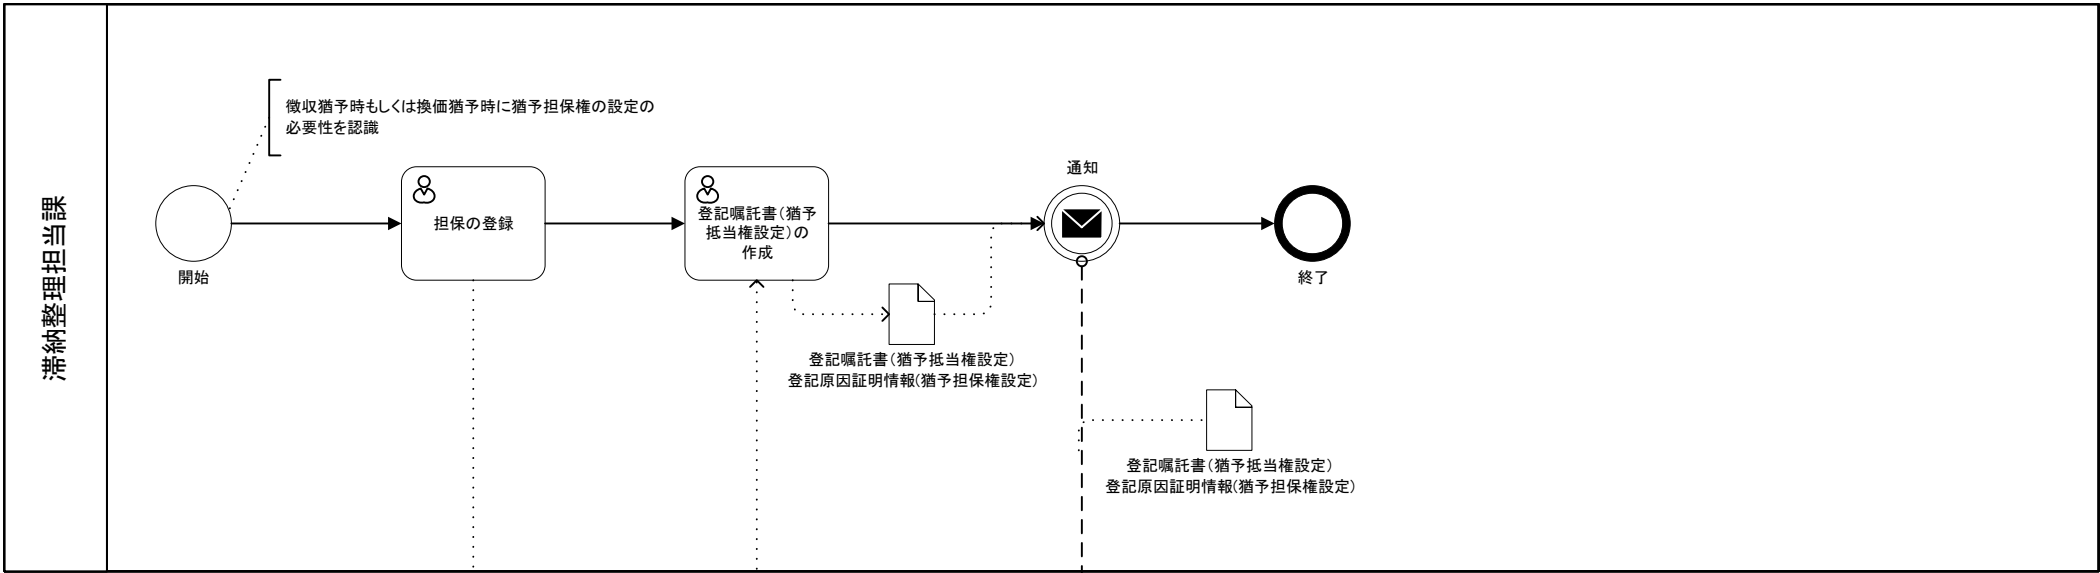 滞納整理担当課
徴収猶予時もしくは換価猶予時に猶予担保権の設定の
必要性を認識
開始
担保の登録
登記嘱託書（猶予
抵当権設定）の
作成
登記嘱託書（猶予抵当権設定）
登記原因証明情報(猶予担保権設定)
通知
登記嘱託書（猶予抵当権設定）
登記原因証明情報(猶予担保権設定)
終了